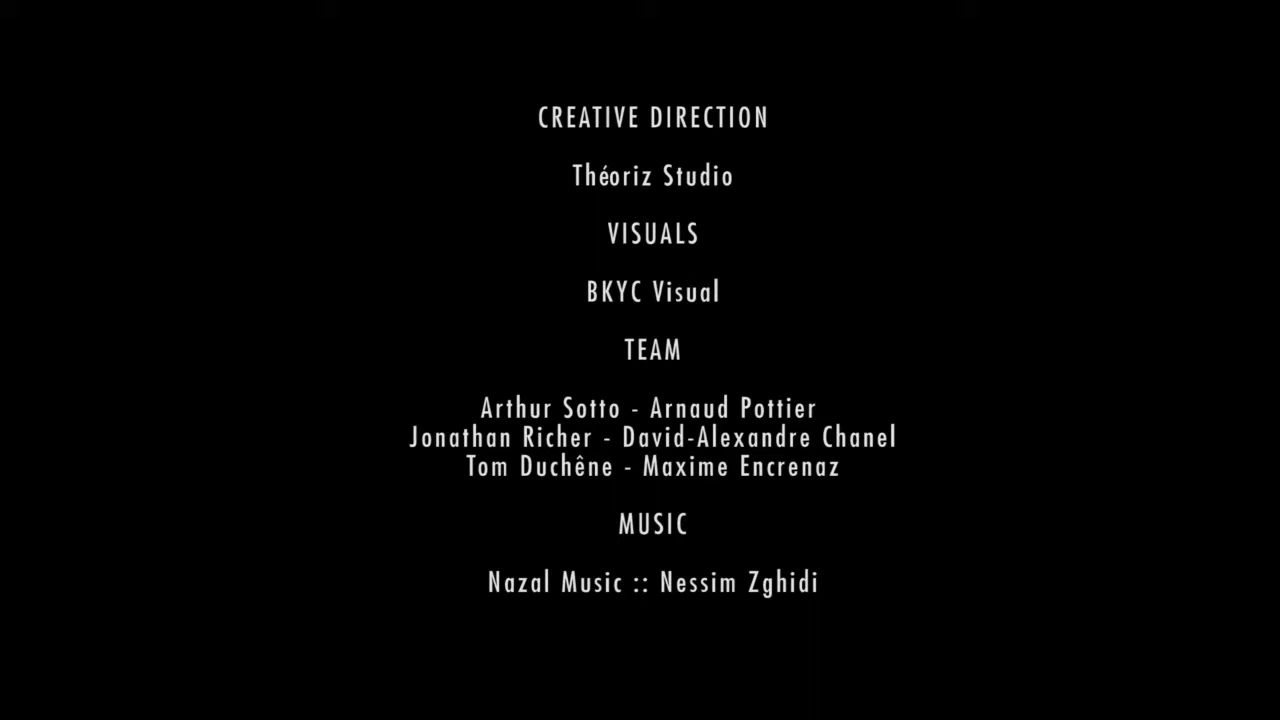 CREATIVE DIRECTION
Théoriz Studio
VISUALS
BKYC Visual
TEAM
Arthur Sotto - Arnaud Pottier
Jonathan Richer - David-Alexandre Chanel
Tom Duchêne - Maxime Encrenaz
MUSIC
Nazal Music :: Nessim Zghidi